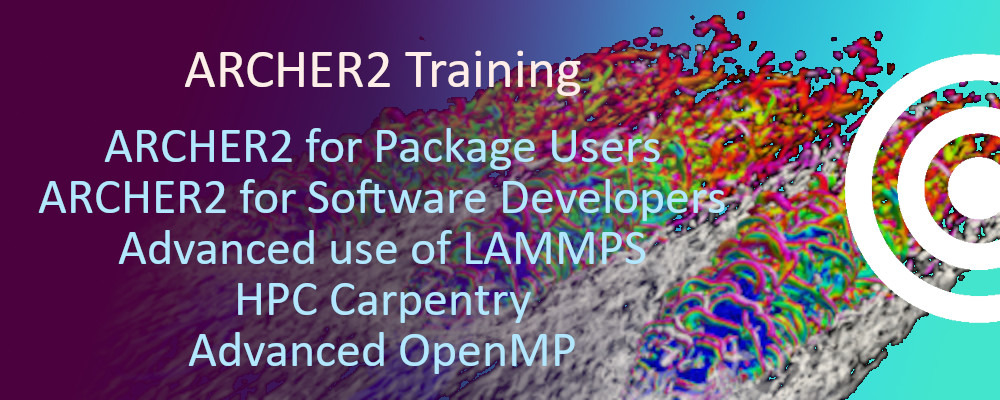 ARCHER2 Training
ARCHER2 for Package Users
ARCHER2 for Software Developers
Advanced use of LAMMPS
HPC Carpentry
Advanced OpenMP